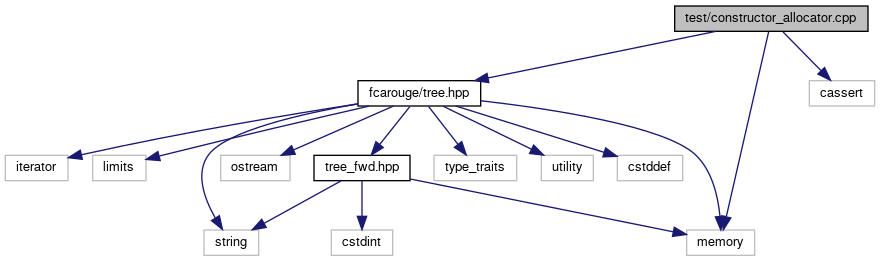 test/constructor_allocator.cpp
fcarouge/tree.hpp
cassert
iterator
limits
ostream
tree_fwd.hpp
type_traits
utility
cstddef
string
cstdint
memory